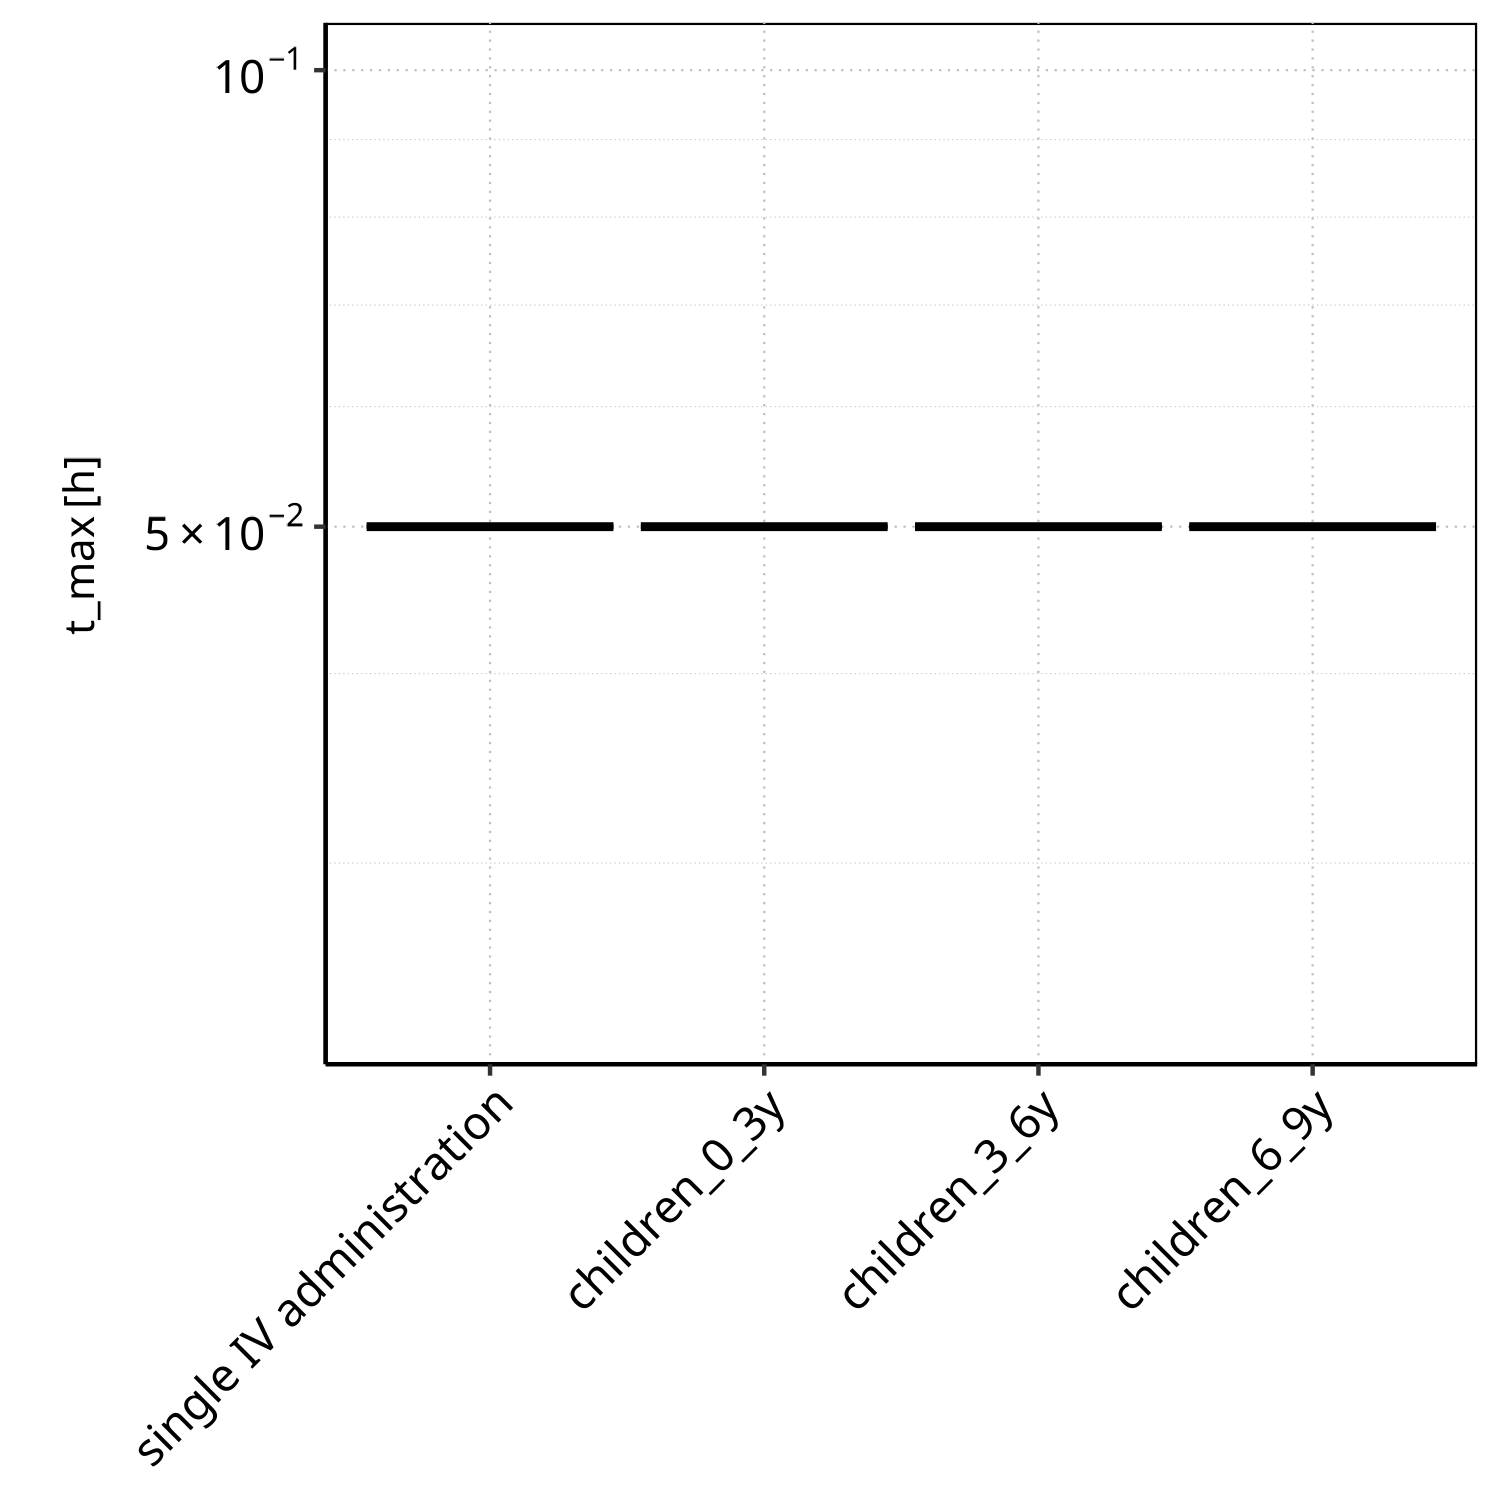 10⁻¹
t_max [h]
5 × 10⁻²
single IV administration
children_0_3y
children_3_6y
children_6_9y